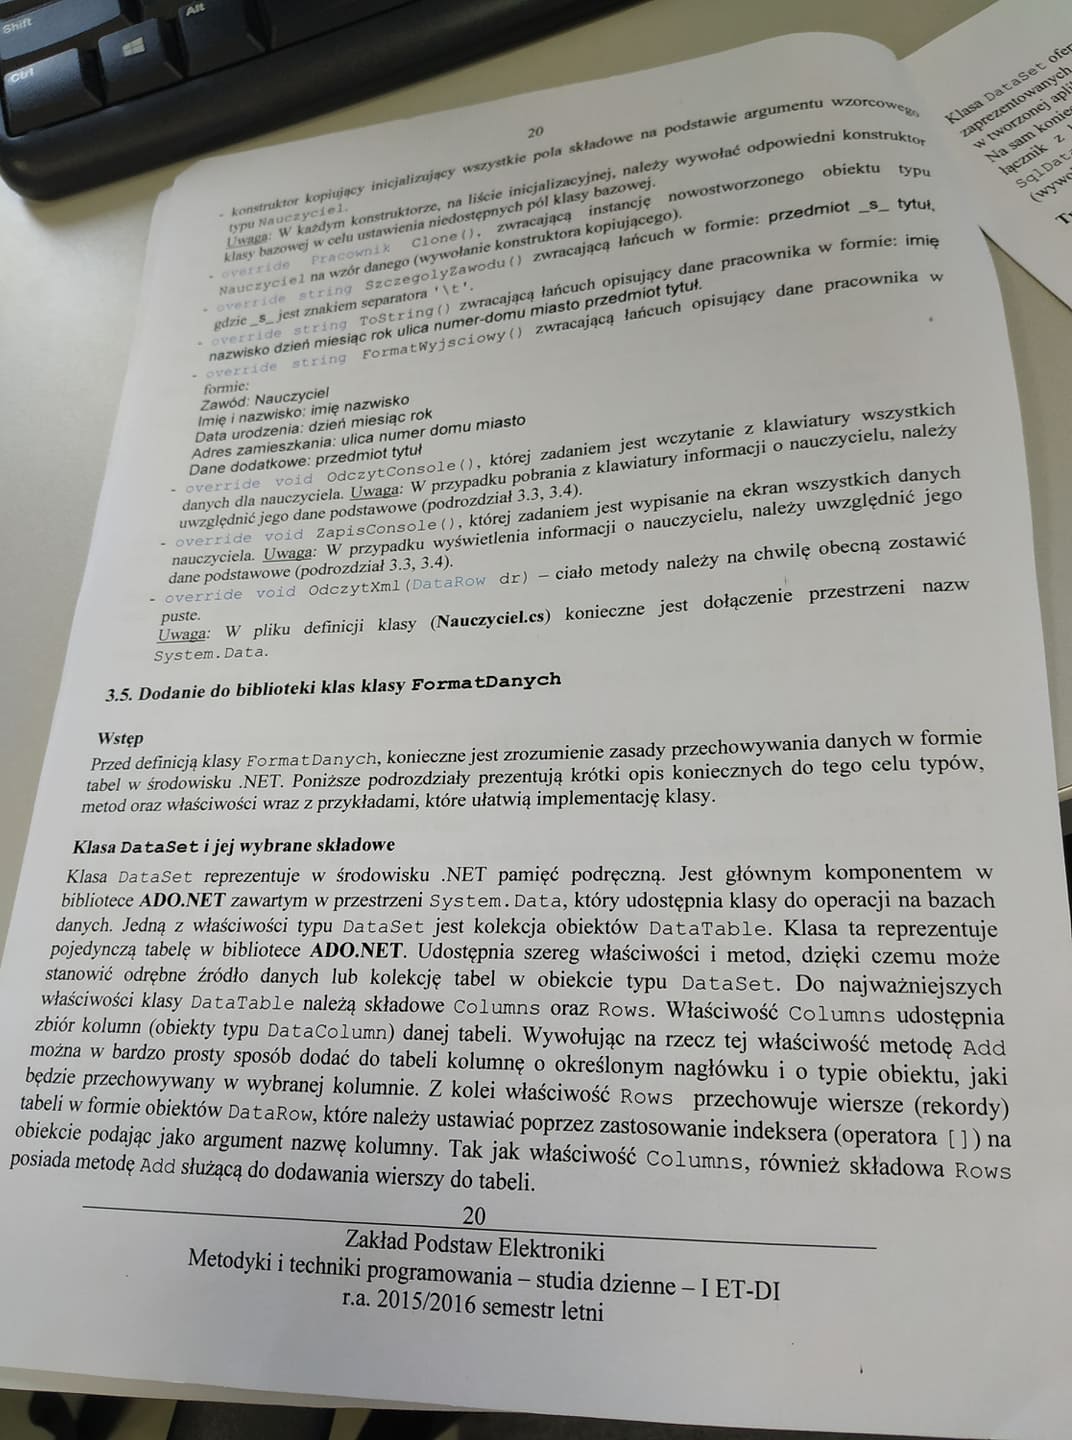 Shift
Alt
Ctrl
20
- konstruktor kopiujący inicjalizujący wszystkie pola składowe na podstawie argumentu wzorcowego
typu Nauczyciel.
Uwaga: W każdym konstruktorze, na liście inicjalizacyjnej, należy wywołać odpowiedni konstruktor
klasy bazowej w celu ustawienia niedostępnych pól klasy bazowej.
- override Pracownik Clone(), zwracającą instancję nowostworzonego obiektu typu
Nauczyciel na wzór danego (wywołanie konstruktora kopiującego).
- override string SzczegolyZawodu() zwracającą łańcuch w formie: przedmiot _s_ tytuł,
gdzie _s_ jest znakiem separatora '\t'.
- override string ToString() zwracającą łańcuch opisujący dane pracownika w formie: imię
nazwisko dzień miesiąc rok ulica numer-domu miasto przedmiot tytuł.
- override string FormatWyjsciowy() zwracającą łańcuch opisujący dane pracownika w
formie:
Zawód: Nauczyciel
Imię i nazwisko: imię nazwisko
Data urodzenia: dzień miesiąc rok
Adres zamieszkania: ulica numer domu miasto
Dane dodatkowe: przedmiot tytuł
- override void OdczytConsole(), której zadaniem jest wczytanie z klawiatury wszystkich
danych dla nauczyciela. Uwaga: W przypadku pobrania z klawiatury informacji o nauczycielu, należy
uwzględnić jego dane podstawowe (podrozdział 3.3, 3.4).
- override void ZapisConsole(), której zadaniem jest wypisanie na ekran wszystkich danych
nauczyciela. Uwaga: W przypadku wyświetlenia informacji o nauczycielu, należy uwzględnić jego
dane podstawowe (podrozdział 3.3, 3.4).
- override void OdczytXml(DataRow dr) – ciało metody należy na chwilę obecną zostawić
puste.
Uwaga: W pliku definicji klasy (Nauczyciel.cs) konieczne jest dołączenie przestrzeni nazw
System.Data.
3.5. Dodanie do biblioteki klas klasy FormatDanych
Wstęp
Przed definicją klasy FormatDanych, konieczne jest zrozumienie zasady przechowywania danych w formie
tabel w środowisku .NET. Poniższe podrozdziały prezentują krótki opis koniecznych do tego celu typów,
metod oraz właściwości wraz z przykładami, które ułatwią implementację klasy.
Klasa DataSet i jej wybrane składowe
Klasa DataSet reprezentuje w środowisku .NET pamięć podręczną. Jest głównym komponentem w
bibliotece ADO.NET zawartym w przestrzeni System.Data, który udostępnia klasy do operacji na bazach
danych. Jedną z właściwości typu DataSet jest kolekcja obiektów DataTable. Klasa ta reprezentuje
pojedynczą tabelę w bibliotece ADO.NET. Udostępnia szereg właściwości i metod, dzięki czemu może
stanowić odrębne źródło danych lub kolekcję tabel w obiekcie typu DataSet. Do najważniejszych
właściwości klasy DataTable należą składowe Columns oraz Rows. Właściwość Columns udostępnia
zbiór kolumn (obiekty typu DataColumn) danej tabeli. Wywołując na rzecz tej właściwość metodę Add
można w bardzo prosty sposób dodać do tabeli kolumnę o określonym nagłówku i o typie obiektu, jaki
będzie przechowywany w wybranej kolumnie. Z kolei właściwość Rows przechowuje wiersze (rekordy)
tabeli w formie obiektów DataRow, które należy ustawiać poprzez zastosowanie indeksera (operatora []) na
obiekcie podając jako argument nazwę kolumny. Tak jak właściwość Columns, również składowa Rows
posiada metodę Add służącą do dodawania wierszy do tabeli.
20
Zakład Podstaw Elektroniki
Metodyki i techniki programowania – studia dzienne – I ET-DI
r.a. 2015/2016 semestr letni
Klasa DataSet
zaprezentowanych
w tworzonej
Na sam
łącznik z